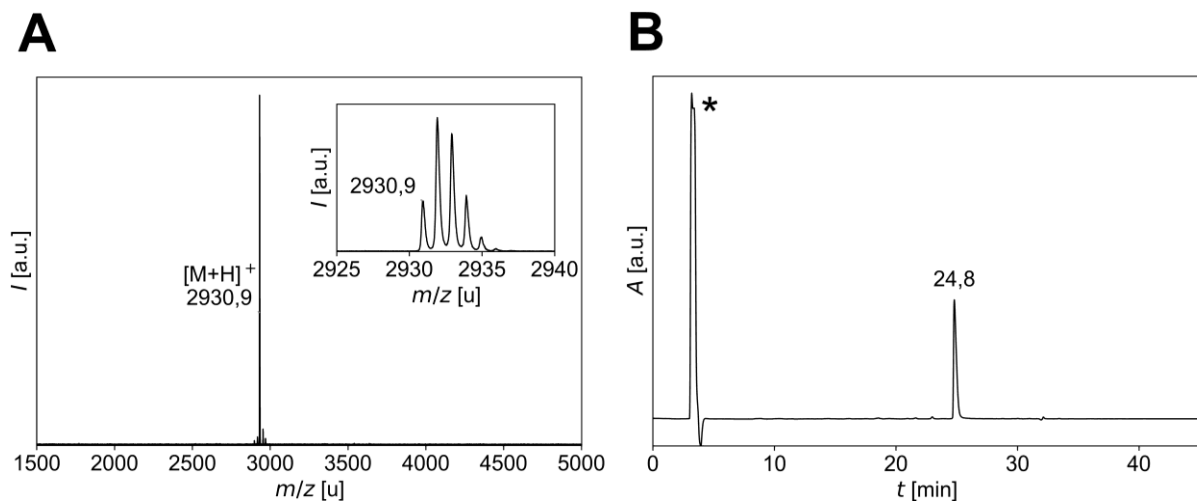 A
I [a.u.]
[M+H]+
2930,9
1500 2000 2500 3000 3500 4000 4500 5000
m/z [u]
I [a.u.]
2930,9
2925 2930 2935 2940
m/z [u]
B
A [a.u.]
*
24,8
0 10 20 30 40
t [min]